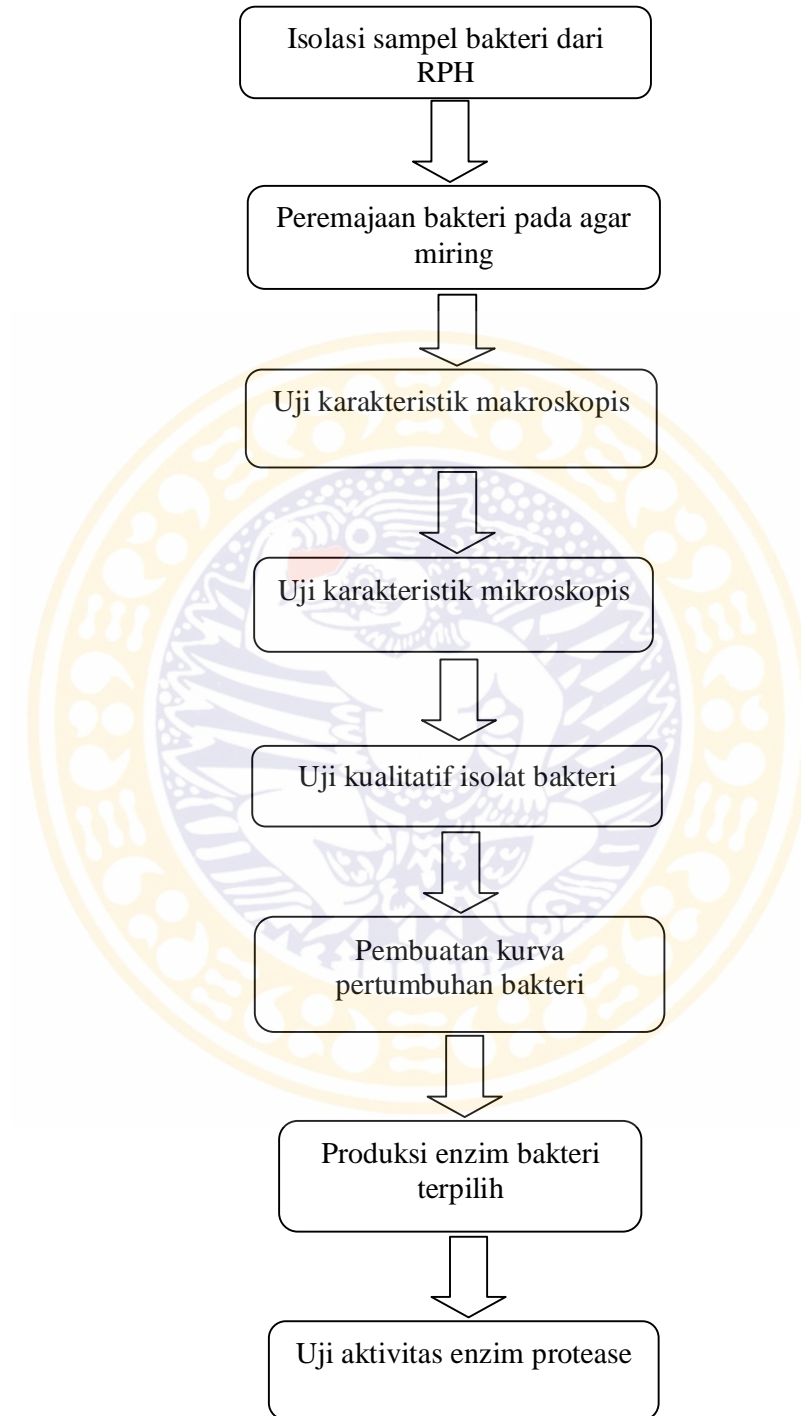 Isolasi sampel bakteri dari
RPH
Peremajaan bakteri pada agar
miring
Uji karakteristik makroskopis
Uji karakteristik mikroskopis
Uji kualitatif isolat bakteri
Pembuatan kurva
pertumbuhan bakteri
Produksi enzim bakteri
terpilih
Uji aktivitas enzim protease